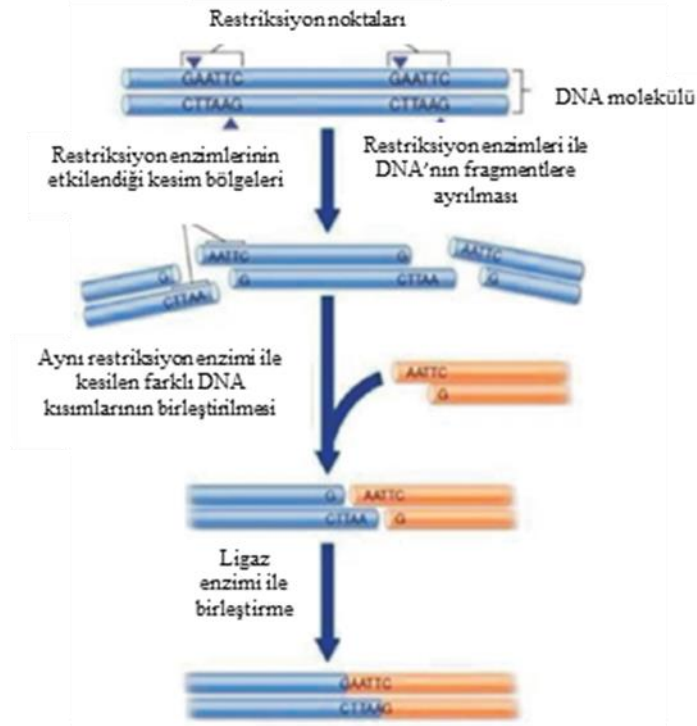 Restriksiyon noktaları
GAATTC GAATTC
CTTAAG CTTAAG
DNA molekülü
Restriksiyon enzimlerinin
etkilendiği kesim bölgeleri
Restriksiyon enzimleri ile
DNA'nın fragmentlere
ayrılması
AATTC G
G CTTAA
G
CTTAA
AATTC
G
Aynı restriksiyon enzimi ile
kesilen farklı DNA
kısımlarının birleştirilmesi
AATTC
G
G AATTC
CTTAA G
Ligaz
enzimi ile
birleştirme
GAATTC
CTTAAG